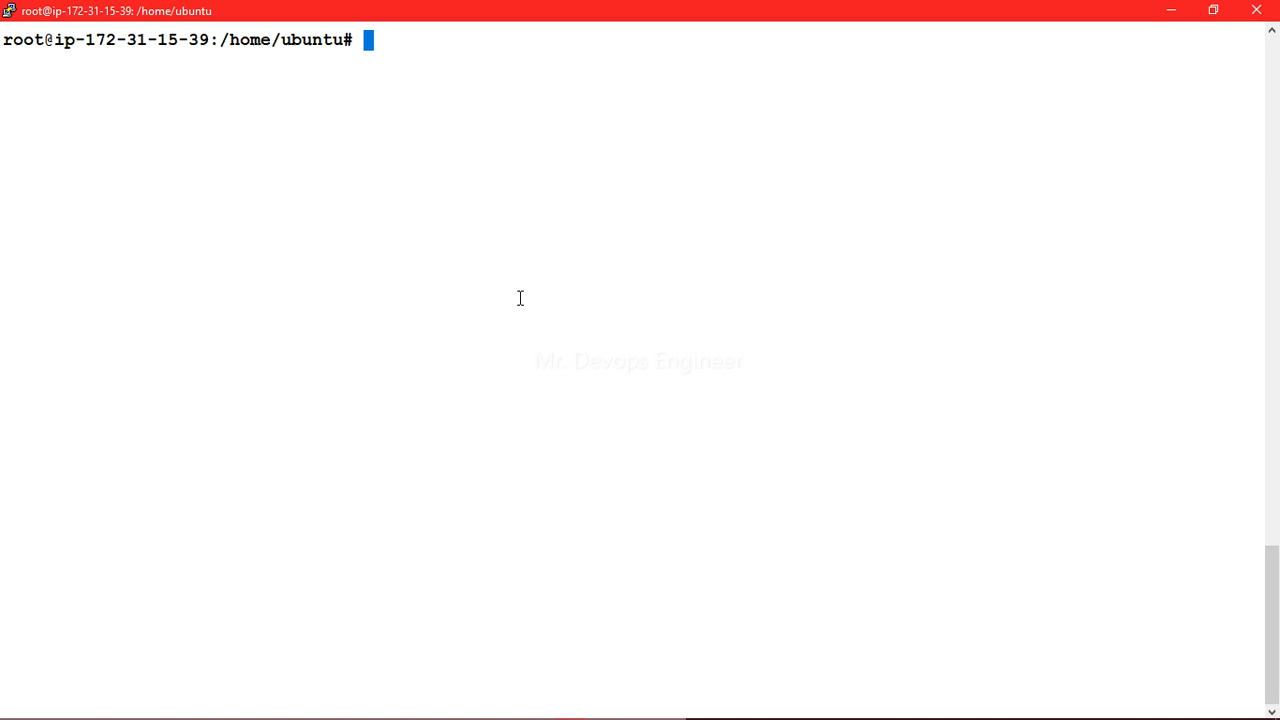 root@ip-172-31-15-39: /home/ubuntu
root@ip-172-31-15-39:/home/ubuntu#
Mr. Devops Engineer